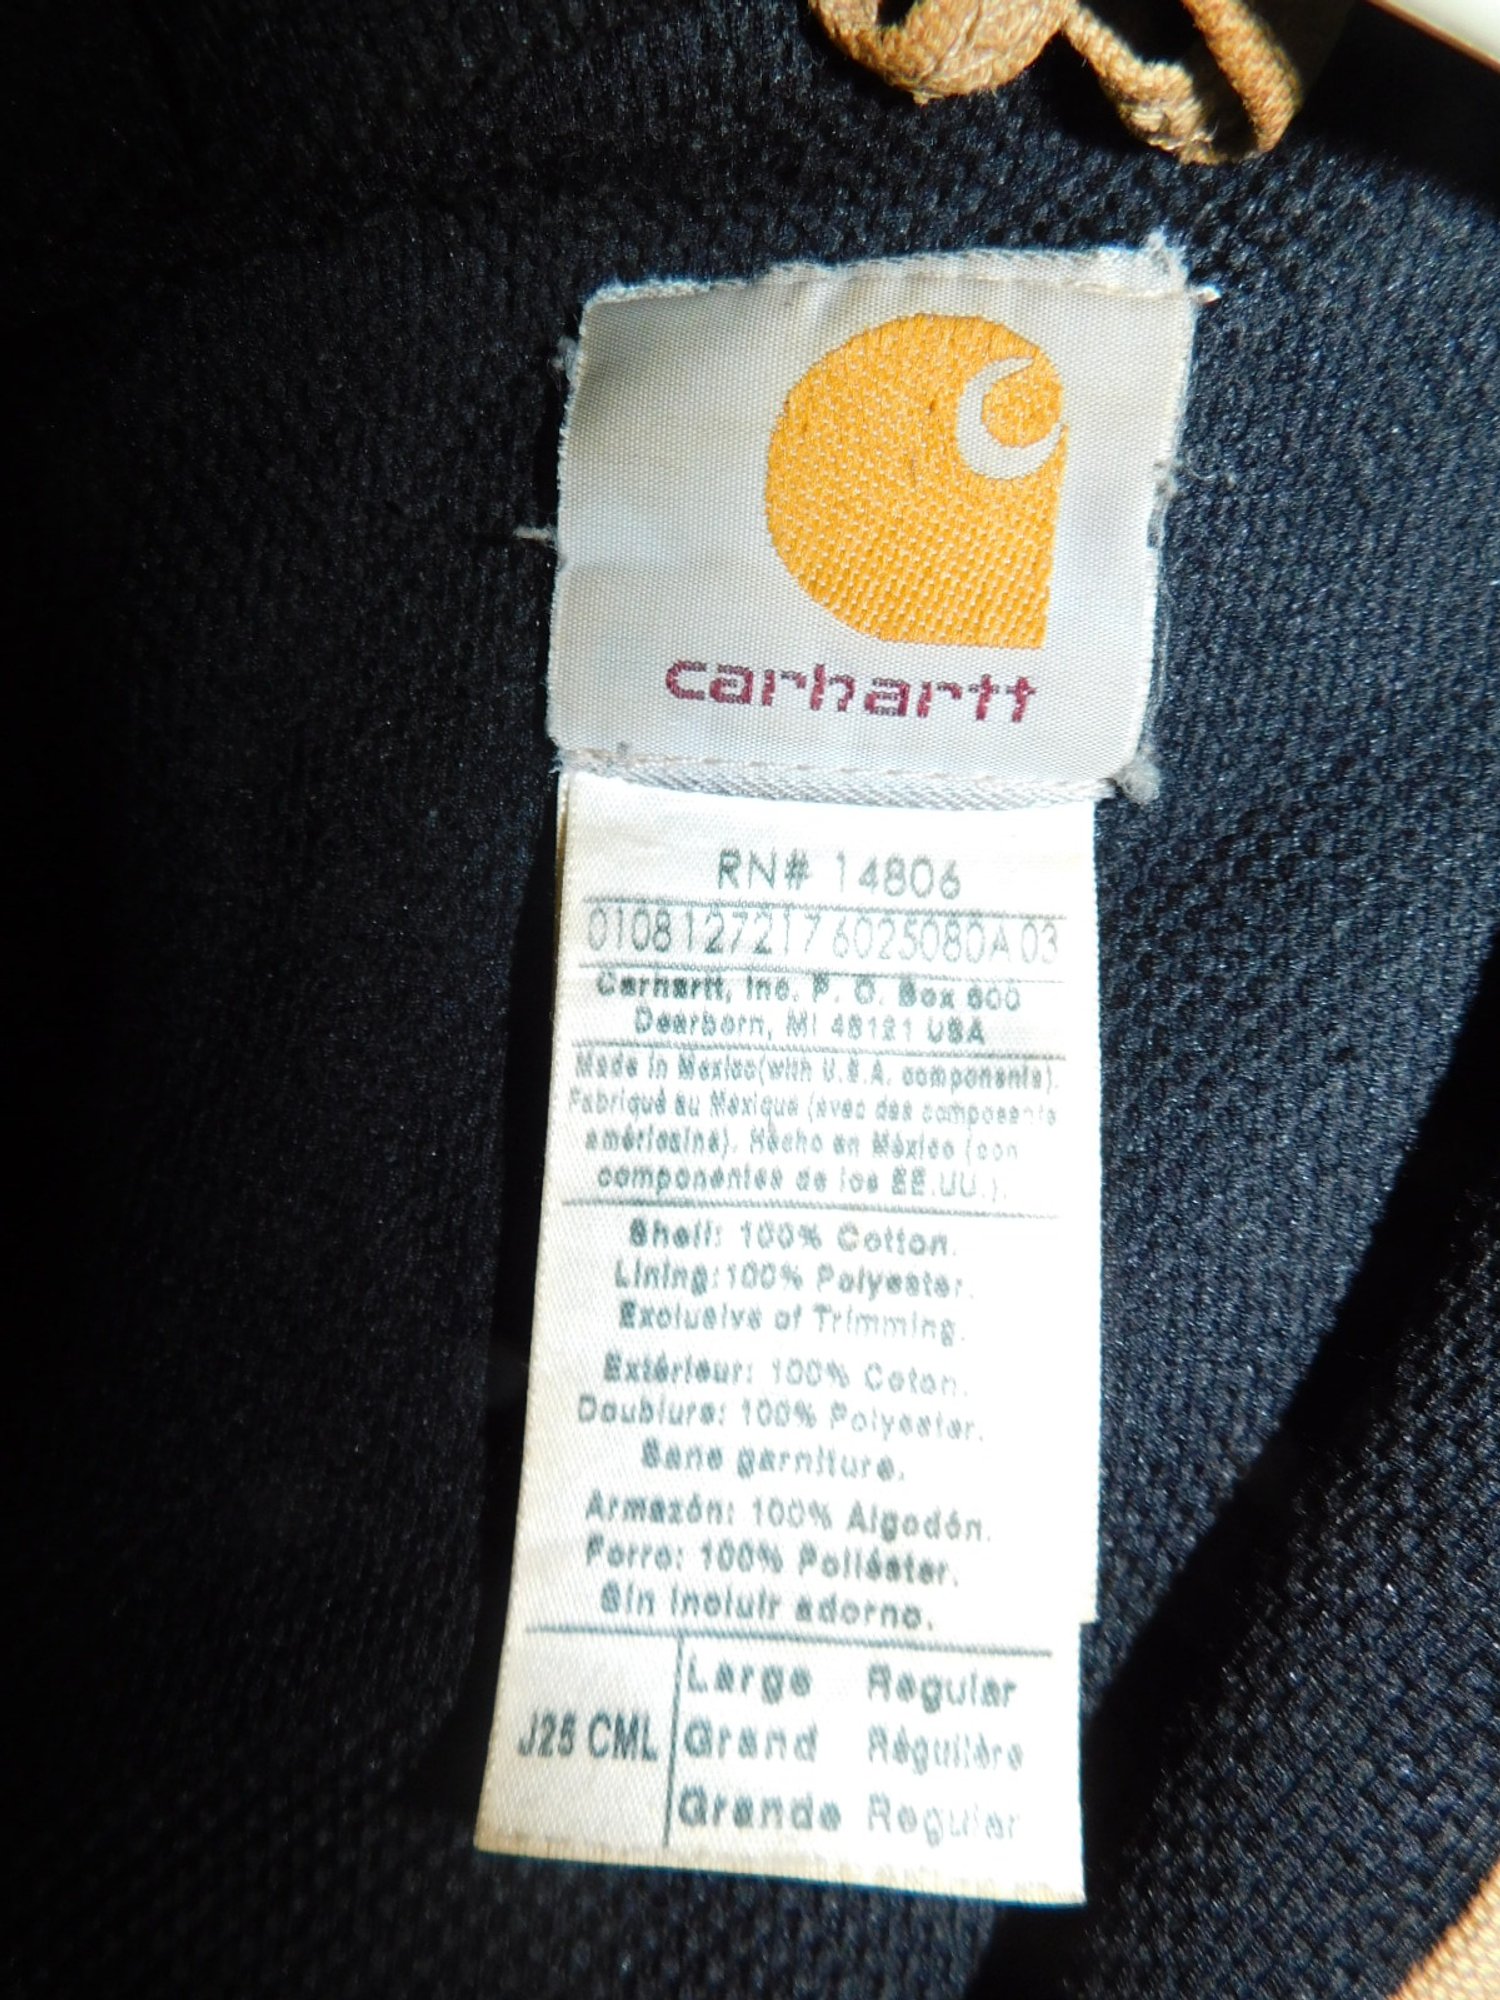 carhartt
RN# 14806
0108127217 6025080A 03
Carhartt, Inc. P. O. Box 600
Dearborn, MI 48121 USA
Made in Mexico(with U.S.A. components).
Fabriqué au Mexique (avec des composants
américains). Hecho en México (con
componentes de los EE.UU.).
Shell: 100% Cotton.
Lining:100% Polyester.
Exclusive of Trimming.
Extérieur: 100% Coton.
Doublure: 100% Polyester.
Sans garniture.
Armazón: 100% Algodón.
Forro: 100% Poliéster.
Sin incluir adorno.
J25 CML
Large Regular
Grand Régulière
Grande Regular